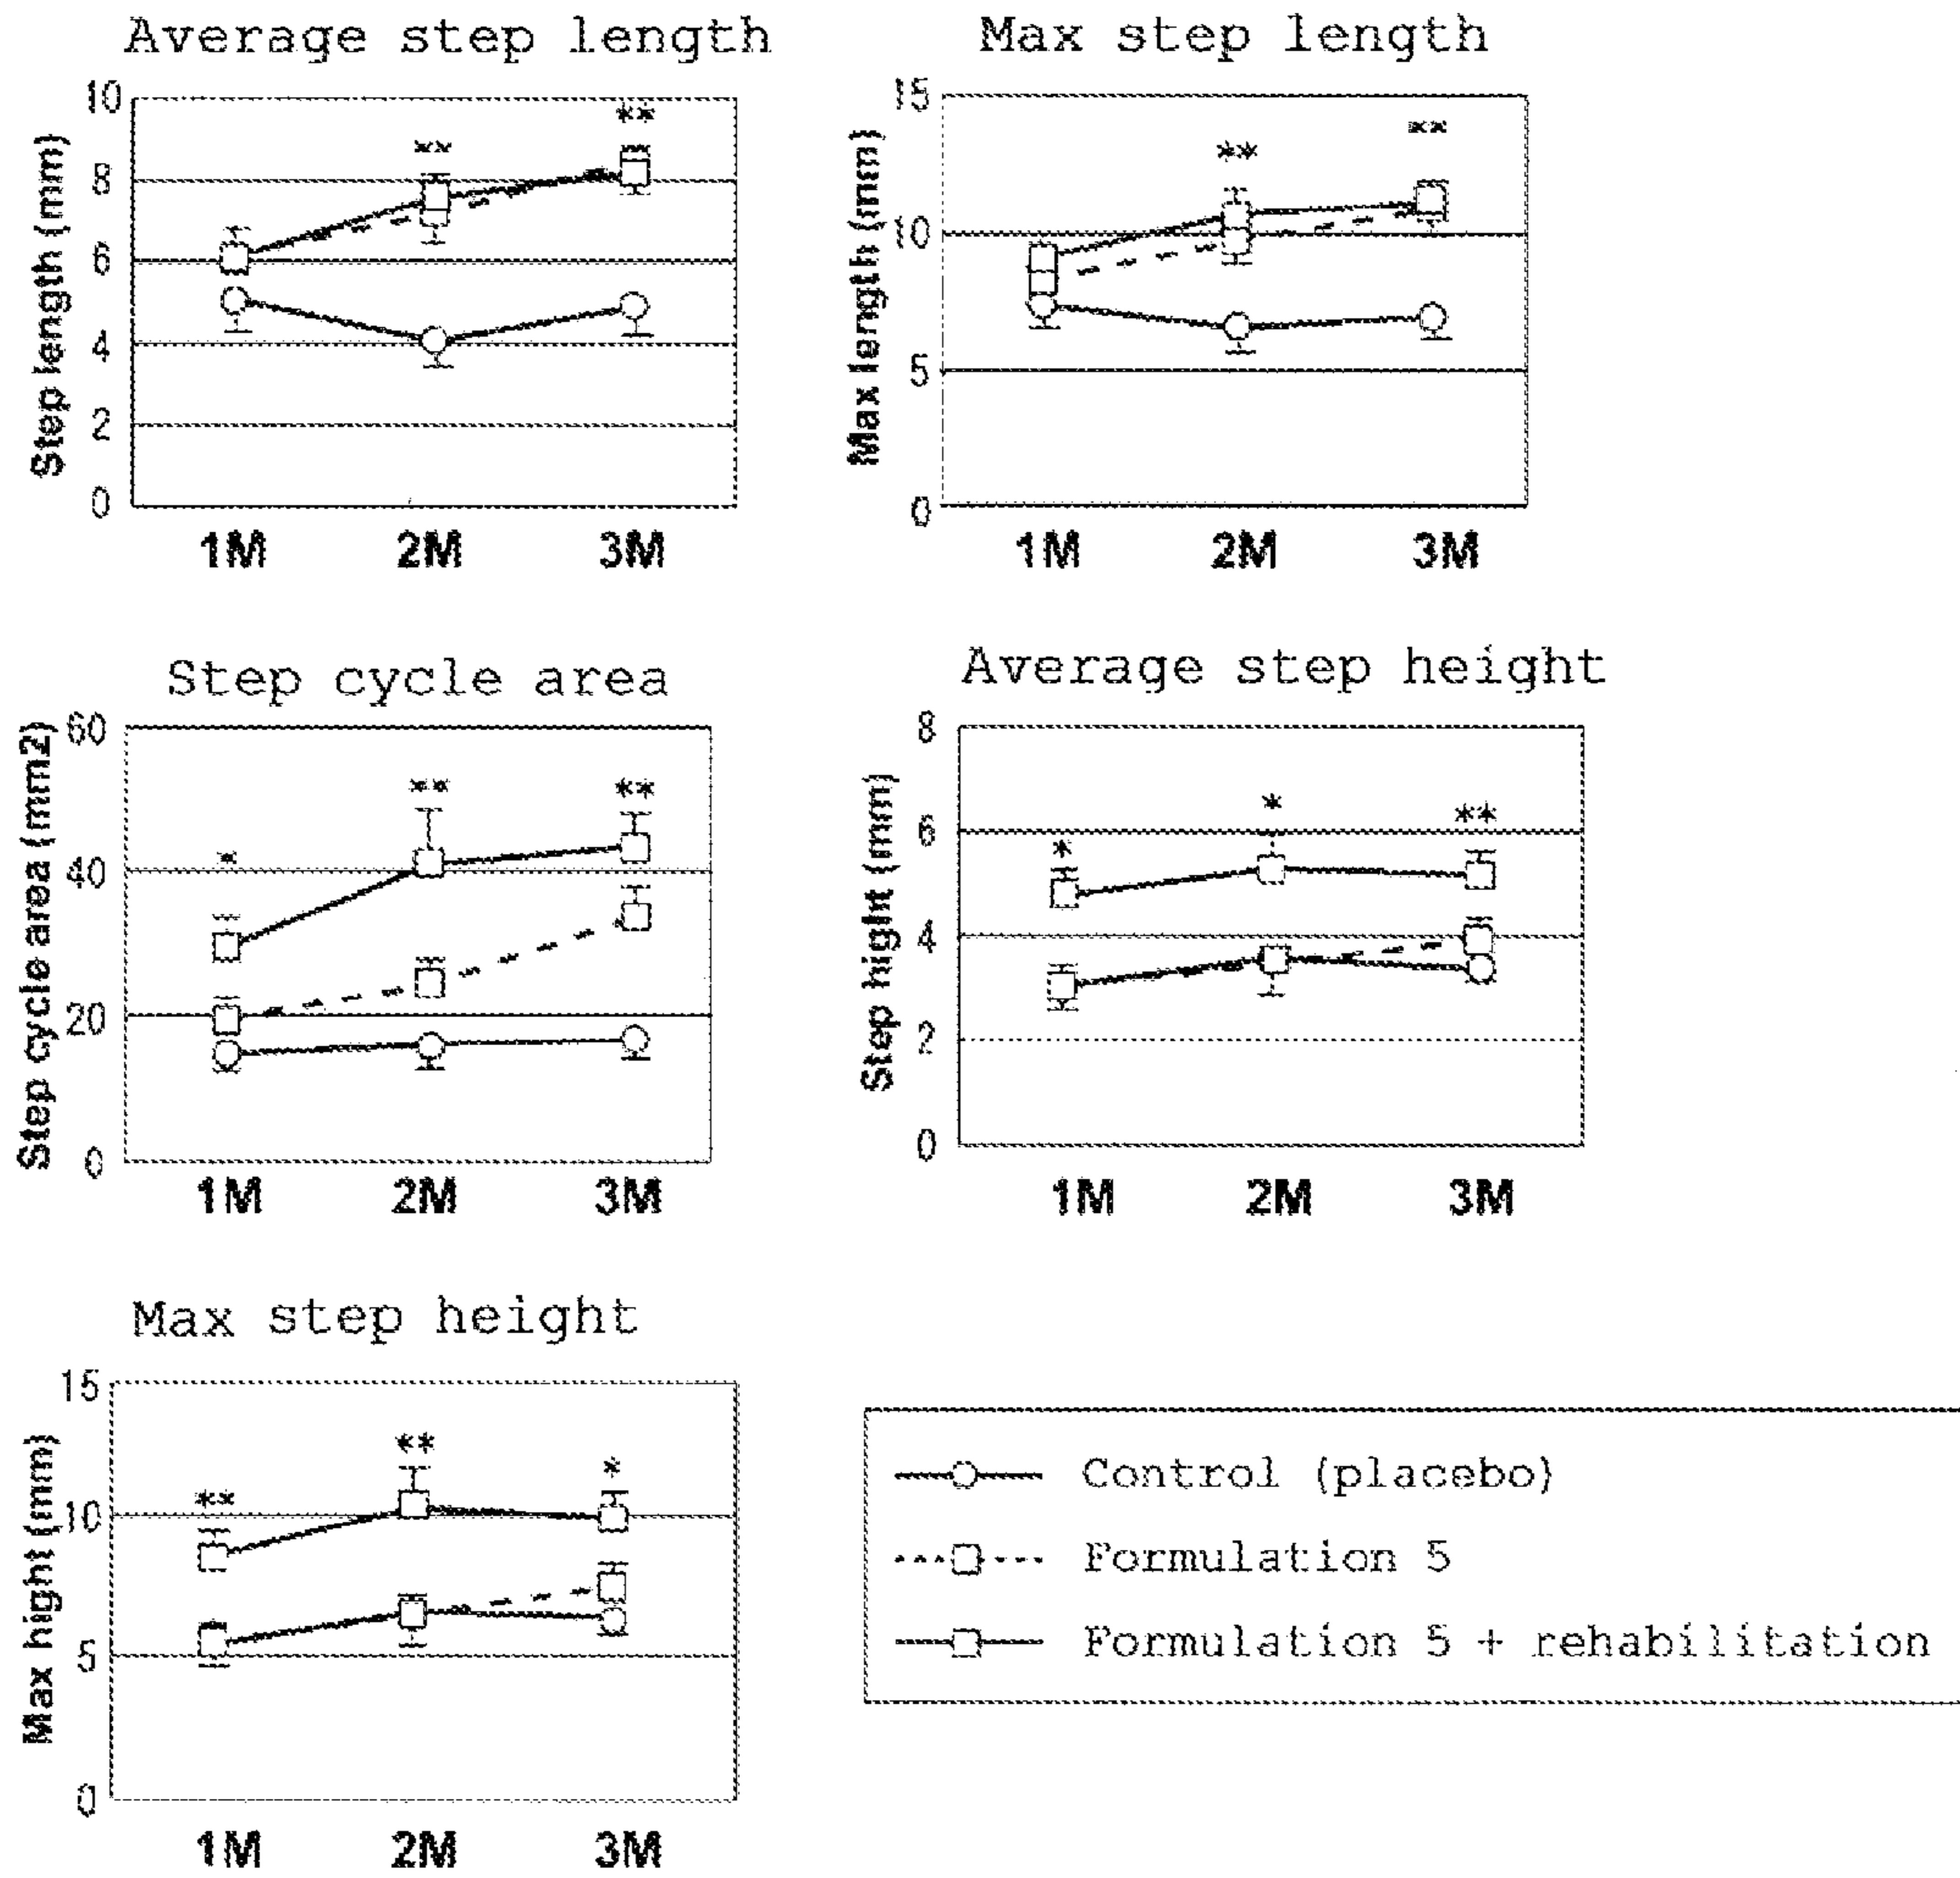 Average step length
Step length (mm)
10
8
6
4
2
0
**
**
1M 2M 3M
Max step length
Max length (mm)
15
10
5
0
**
**
1M 2M 3M
Step cycle area
Step cycle area (mm2)
60
40
20
0
*
**
**
1M 2M 3M
Average step height
Step hight (mm)
8
6
4
2
0
*
*
**
1M 2M 3M
Max step height
Max hight (mm)
15
10
5
0
**
**
*
1M 2M 3M
Control (placebo)
Formulation 5
Formulation 5 + rehabilitation